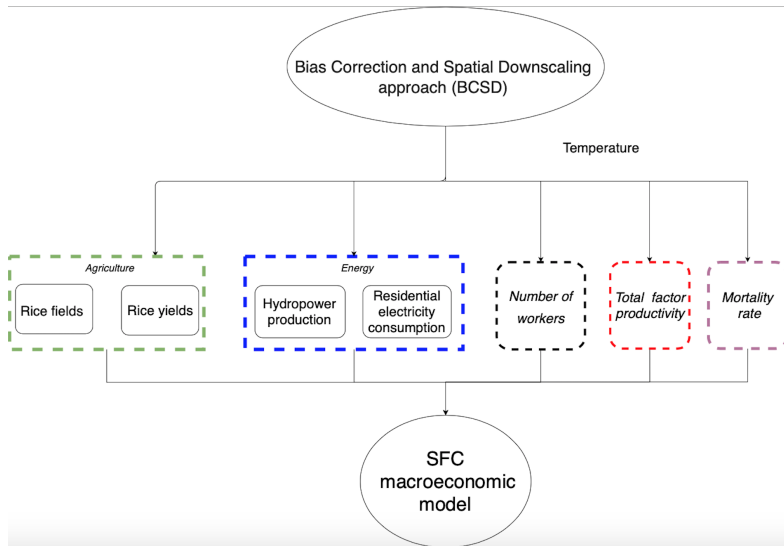 Bias Correction and Spatial Downscaling
approach (BCSD)
Temperature
Agriculture
Rice fields
Rice yields
Energy
Hydropower
production
Residential
electricity
consumption
Number of
workers
Total factor
productivity
Mortality
rate
SFC
macroeconomic
model